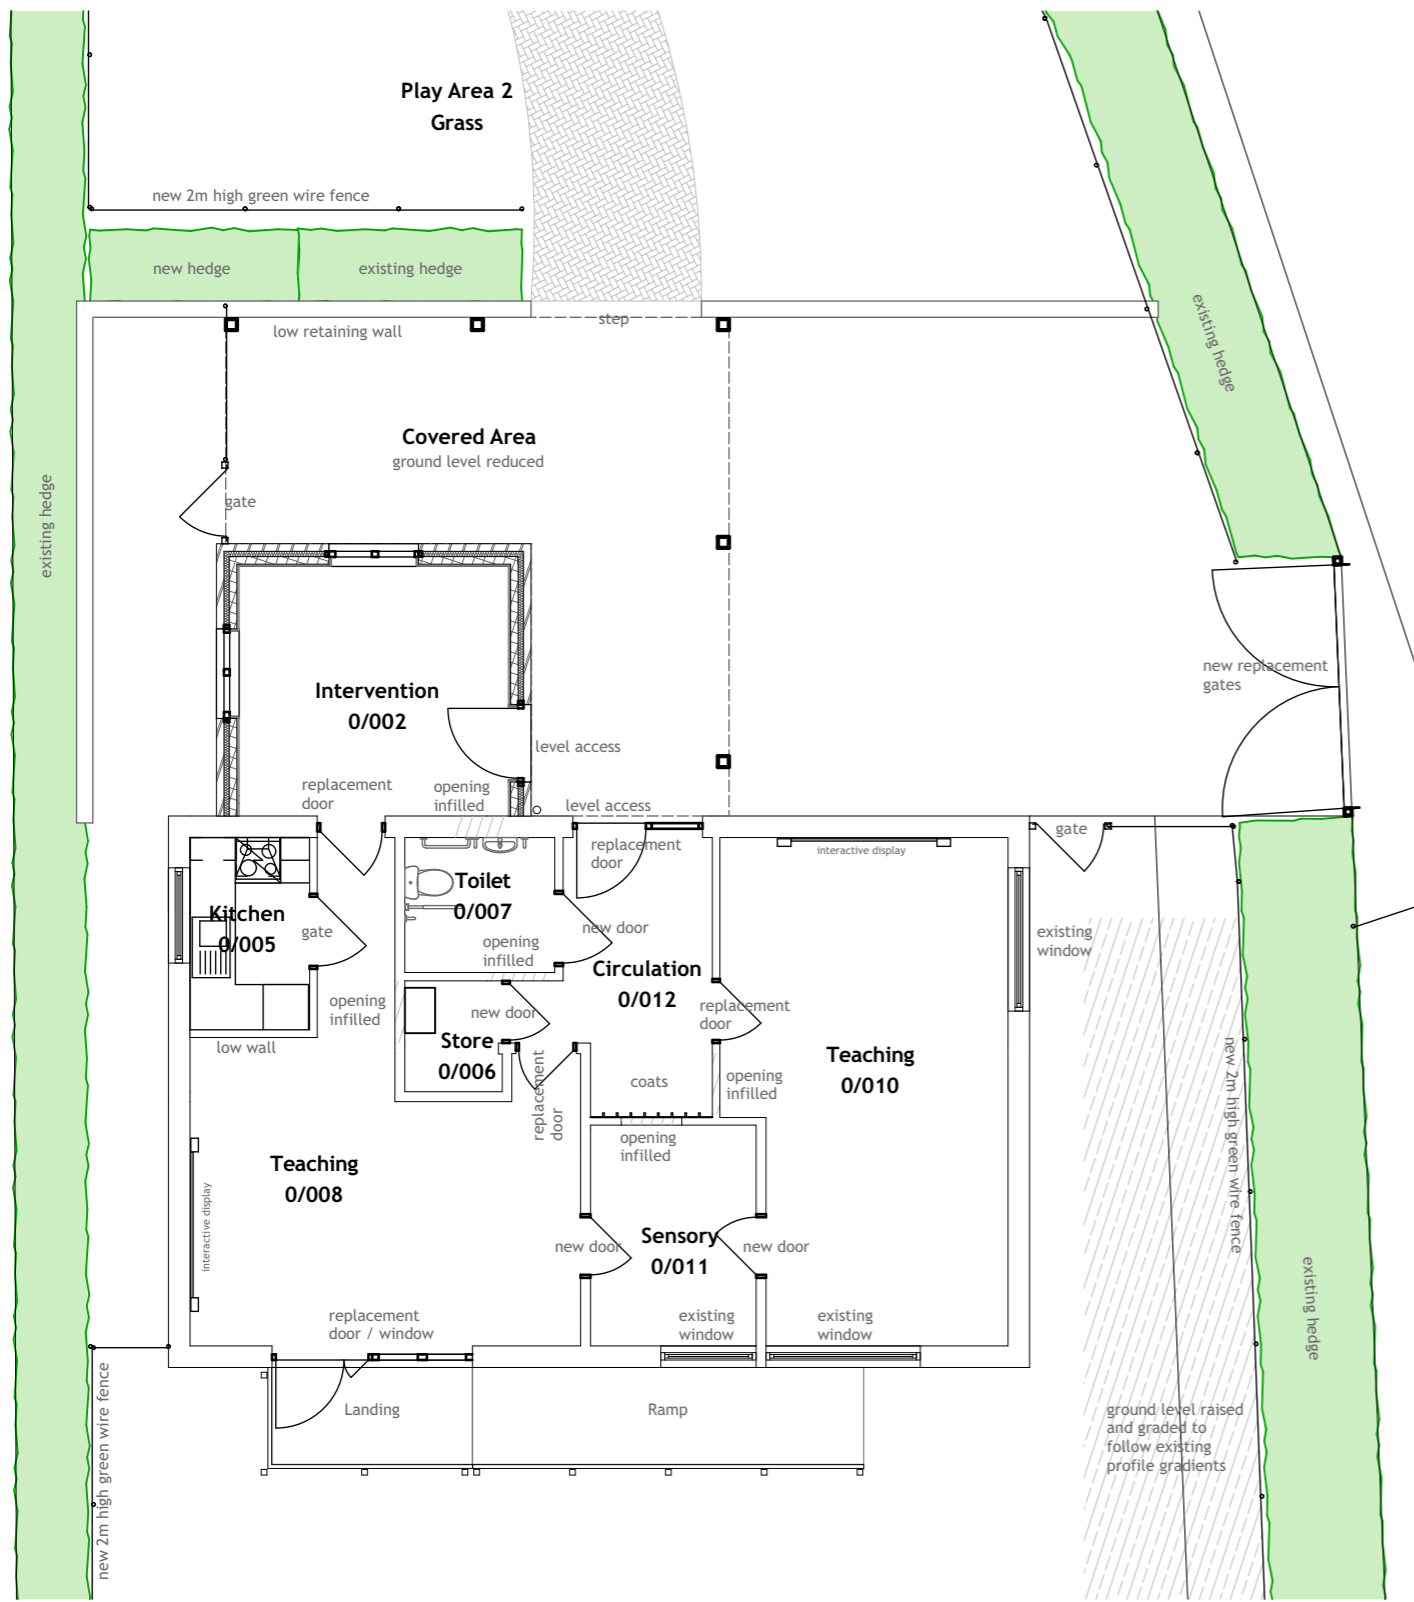 Play Area 2
Grass
new 2m high green wire fence
new hedge
existing hedge
low retaining wall
step
existing hedge
Covered Area
ground level reduced
existing hedge
gate
new replacement
gates
Intervention
0/002
level access
replacement
door
opening
infilled
level access
gate
replacement
door
interactive display
Toilet
0/007
Kitchen
0/005
gate
new door
existing
window
opening
infilled
Circulation
0/012
opening
infilled
new door
replacement
door
Store
0/006
low wall
Teaching
0/010
replacement
door
coats
opening
infilled
new 2m high green wire fence
opening
infilled
Teaching
0/008
interactive display
Sensory
0/011
new door
new door
existing hedge
replacement
door / window
existing
window
existing
window
Landing
Ramp
ground level raised
and graded to
follow existing
profile gradients
new 2m high green wire fence